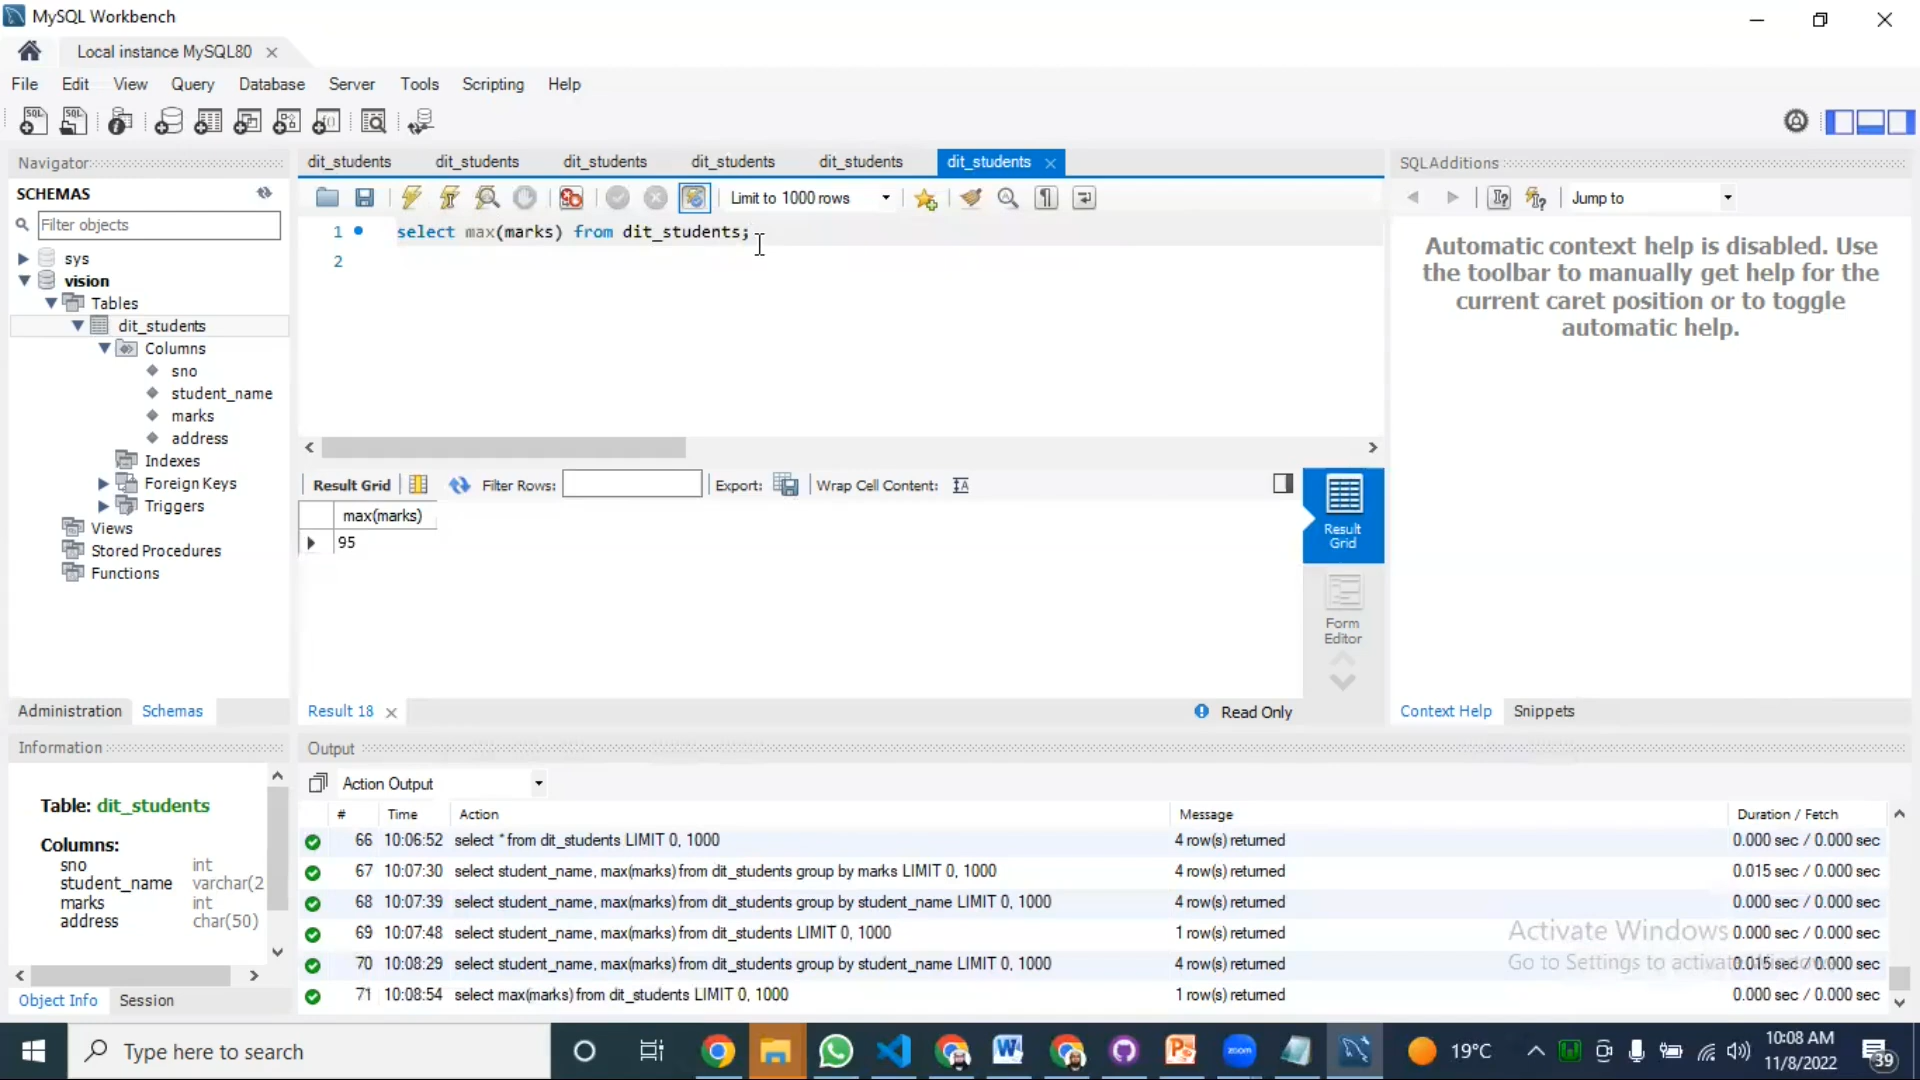 MySQL Workbench
Local instance MySQL80
File Edit View Query Database Server Tools Scripting Help
Navigator
SCHEMAS
Filter objects
sys
vision
Tables
dit_students
Columns
sno
student_name
marks
address
Indexes
Foreign Keys
Triggers
Views
Stored Procedures
Functions
Administration Schemas
dit_students dit_students dit_students dit_students dit_students dit_students
Limit to 1000 rows
1 select max(marks) from dit_students;
2
Result Grid Filter Rows: Export: Wrap Cell Content:
max(marks)
95
Result Grid
Form Editor
Result 18 Read Only
SQLAdditions
Jump to
Automatic context help is disabled. Use
the toolbar to manually get help for the
current caret position or to toggle
automatic help.
Context Help Snippets
Information
Table: dit_students
Columns:
sno int
student_name varchar(2
marks int
address char(50)
Object Info Session
Output
Action Output
# Time Action Message Duration / Fetch
66 10:06:52 select * from dit_students LIMIT 0, 1000 4 row(s) returned 0.000 sec / 0.000 sec
67 10:07:30 select student_name, max(marks) from dit_students group by marks LIMIT 0, 1000 4 row(s) returned 0.015 sec / 0.000 sec
68 10:07:39 select student_name, max(marks) from dit_students group by student_name LIMIT 0, 1000 4 row(s) returned 0.000 sec / 0.000 sec
69 10:07:48 select student_name, max(marks) from dit_students LIMIT 0, 1000 1 row(s) returned 0.000 sec / 0.000 sec
70 10:08:29 select student_name, max(marks) from dit_students group by student_name LIMIT 0, 1000 4 row(s) returned 0.015 sec / 0.000 sec
71 10:08:54 select max(marks) from dit_students LIMIT 0, 1000 1 row(s) returned 0.000 sec / 0.000 sec
Activate Windows
Go to Settings to activate Windows.
Type here to search
zoom
19°C
10:08 AM
11/8/2022
39